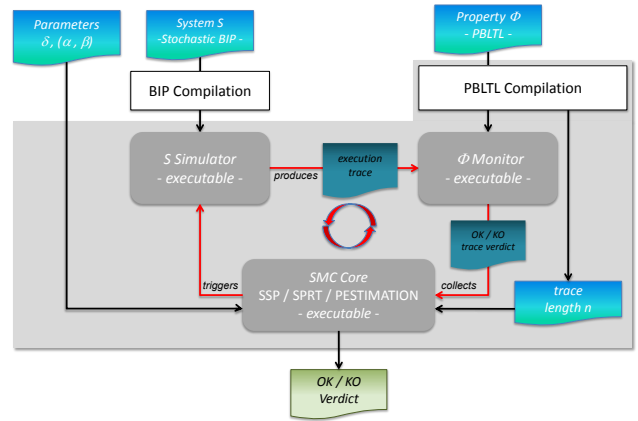 Parameters
δ, (α, β)
System S
-Stochastic BIP -
Property Φ
- PBLTL -
BIP Compilation
PBLTL Compilation
S Simulator
- executable -
produces
execution
trace
Φ Monitor
- executable -
OK / KO
trace verdict
triggers
SMC Core
SSP / SPRT / PESTIMATION
- executable -
collects
trace
length n
OK / KO
Verdict